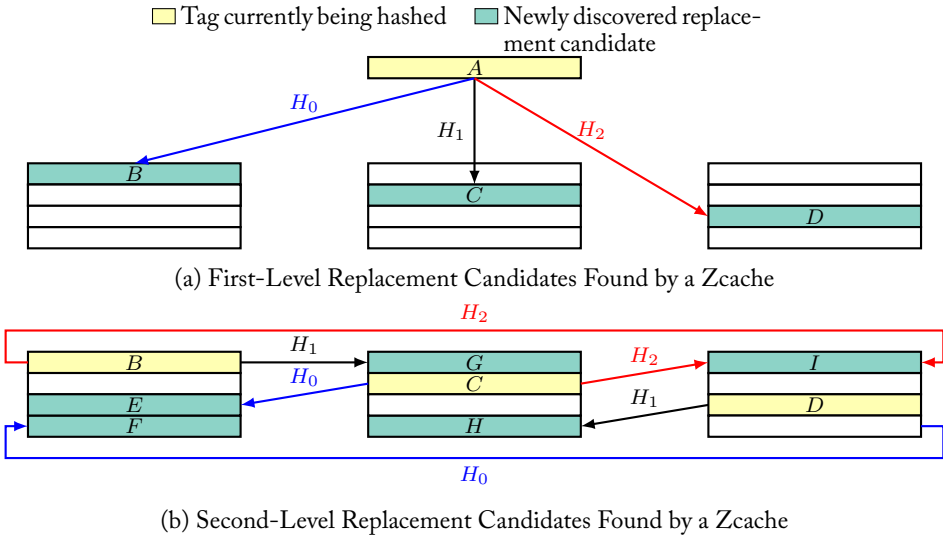 Tag currently being hashed
Newly discovered replace-
ment candidate
A
H0
H1
H2
B
C
D
(a) First-Level Replacement Candidates Found by a Zcache
H2
B
H1
G
H2
I
H0
C
E
H1
D
F
H
H0
(b) Second-Level Replacement Candidates Found by a Zcache